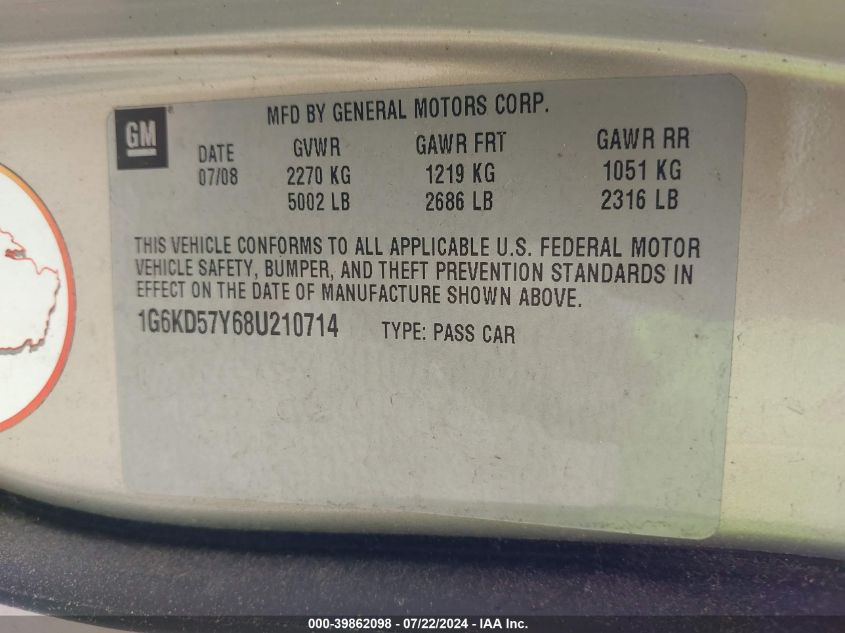 MFD BY GENERAL MOTORS CORP.
GM®
DATE GVWR GAWR FRT GAWR RR
07/08 2270 KG 1219 KG 1051 KG
5002 LB 2686 LB 2316 LB
THIS VEHICLE CONFORMS TO ALL APPLICABLE U.S. FEDERAL MOTOR
VEHICLE SAFETY, BUMPER, AND THEFT PREVENTION STANDARDS IN
EFFECT ON THE DATE OF MANUFACTURE SHOWN ABOVE.
1G6KD57Y68U210714 TYPE: PASS CAR
000-39862098 - 07/22/2024 - IAA Inc.